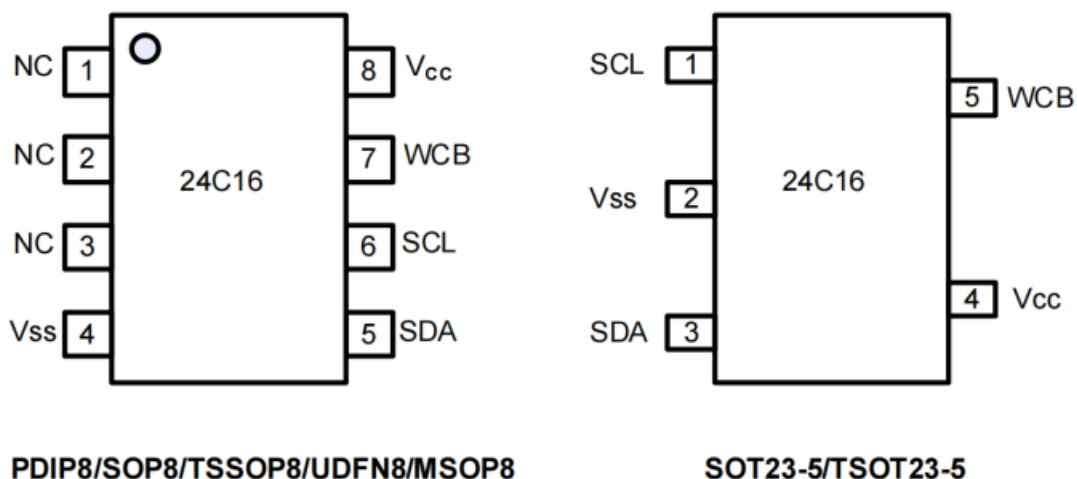 NC 1 8 Vcc
NC 2 7 WCB
24C16
NC 3 6 SCL
Vss 4 5 SDA
PDIP8/SOP8/TSSOP8/UDFN8/MSOP8
SCL 1
5 WCB
24C16
Vss 2
4 Vcc
SDA 3
SOT23-5/TSOT23-5